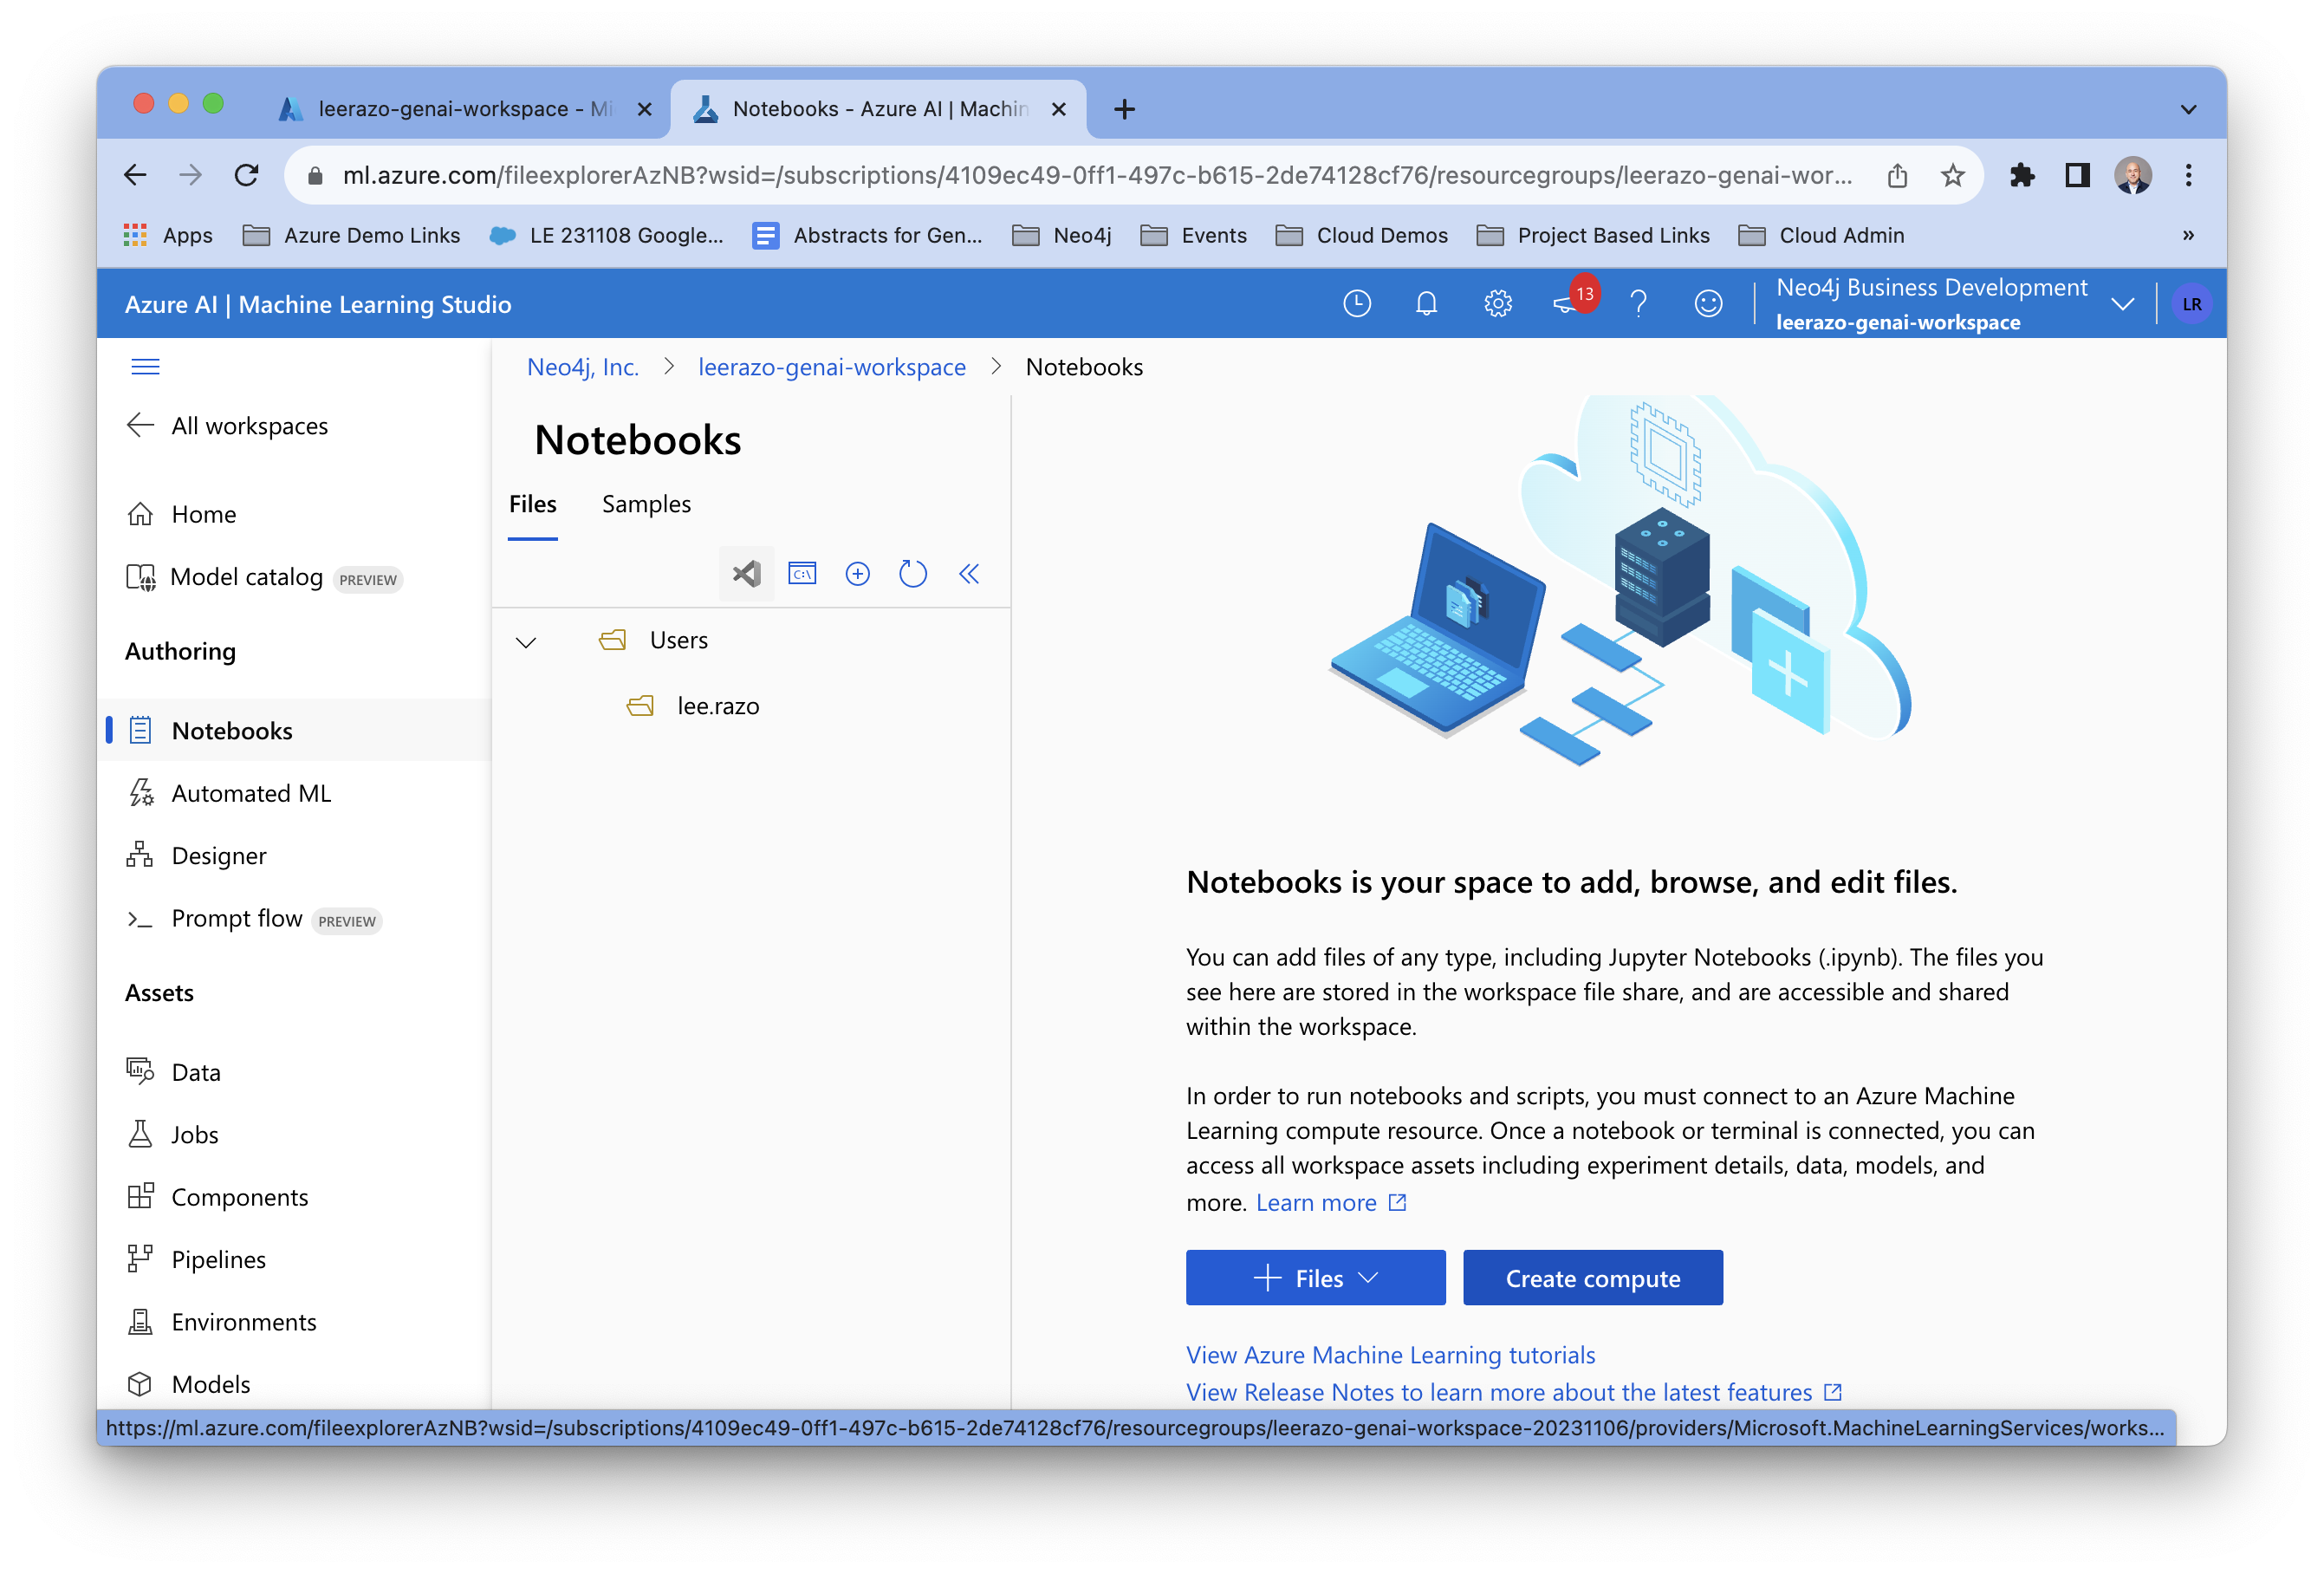 leerazo-genai-workspace - Mi
Notebooks - Azure AI | Machin
ml.azure.com/fileexplorerAzNB?wsid=/subscriptions/4109ec49-0ff1-497c-b615-2de74128cf76/resourcegroups/leerazo-genai-wor...
Apps
Azure Demo Links
LE 231108 Google...
Abstracts for Gen...
Neo4j
Events
Cloud Demos
Project Based Links
Cloud Admin
»
Azure AI | Machine Learning Studio
13
Neo4j Business Development
leerazo-genai-workspace
LR
All workspaces
Home
Model catalog PREVIEW
Authoring
Notebooks
Automated ML
Designer
Prompt flow PREVIEW
Assets
Data
Jobs
Components
Pipelines
Environments
Models
Neo4j, Inc. > leerazo-genai-workspace > Notebooks
Notebooks
Files
Samples
C:\
Users
lee.razo
Notebooks is your space to add, browse, and edit files.
You can add files of any type, including Jupyter Notebooks (.ipynb). The files you
see here are stored in the workspace file share, and are accessible and shared
within the workspace.
In order to run notebooks and scripts, you must connect to an Azure Machine
Learning compute resource. Once a notebook or terminal is connected, you can
access all workspace assets including experiment details, data, models, and
more. Learn more
Files
Create compute
View Azure Machine Learning tutorials
View Release Notes to learn more about the latest features
https://ml.azure.com/fileexplorerAzNB?wsid=/subscriptions/4109ec49-0ff1-497c-b615-2de74128cf76/resourcegroups/leerazo-genai-workspace-20231106/providers/Microsoft.MachineLearningServices/works...